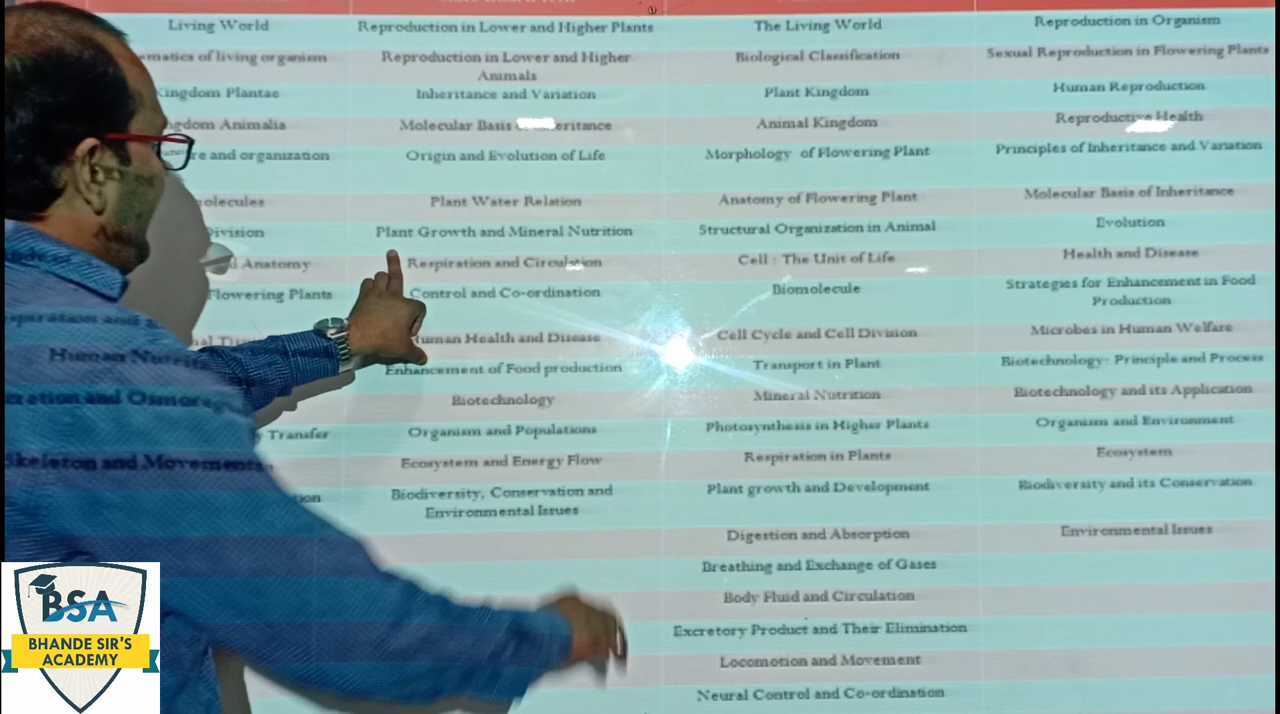 Living World
Reproduction in Lower and Higher Plants
The Living World
Reproduction in Organism
ematics of living organism
Reproduction in Lower and Higher
Animals
Biological Classification
Sexual Reproduction in Flowering Plants
Kingdom Plantae
Inheritance and Variation
Plant Kingdom
Human Reproduction
gdom Animalia
Molecular Basis
eritance
Animal Kingdom
Reproductive Health
re and organization
Origin and Evolution of Life
Morphology of Flowering Plant
Principles of Inheritance and Variation
olecules
Plant Water Relation
Anatomy of Flowering Plant
Molecular Basis of Inheritance
Division
Plant Growth and Mineral Nutrition
Structural Organization in Animal
Evolution
d Anatomy
Respiration and Circulation
Cell : The Unit of Life
Health and Disease
Flowering Plants
Control and Co-ordination
Biomolecule
Strategies for Enhancement in Food
Production
Human Health and Disease
Cell Cycle and Cell Division
Microbes in Human Welfare
Human Nutri
Enhancement of Food production
Transport in Plant
Biotechnology: Principle and Process
cretion and Osmoreg
Biotechnology
Mineral Nutrition
Biotechnology and its Application
y Transfer
Organism and Populations
Photosynthesis in Higher Plants
Organism and Environment
Skeleton and Movements
Ecosystem and Energy Flow
Respiration in Plants
Ecosystem
tion
Biodiversity, Conservation and
Environmental Issues
Plant growth and Development
Biodiversity and its Conservation
Digestion and Absorption
Environmental Issues
Breathing and Exchange of Gases
Body Fluid and Circulation
Excretory Product and Their Elimination
Locomotion and Movement
Neural Control and Co-ordination
BSA
BHANDE SIR'S
ACADEMY